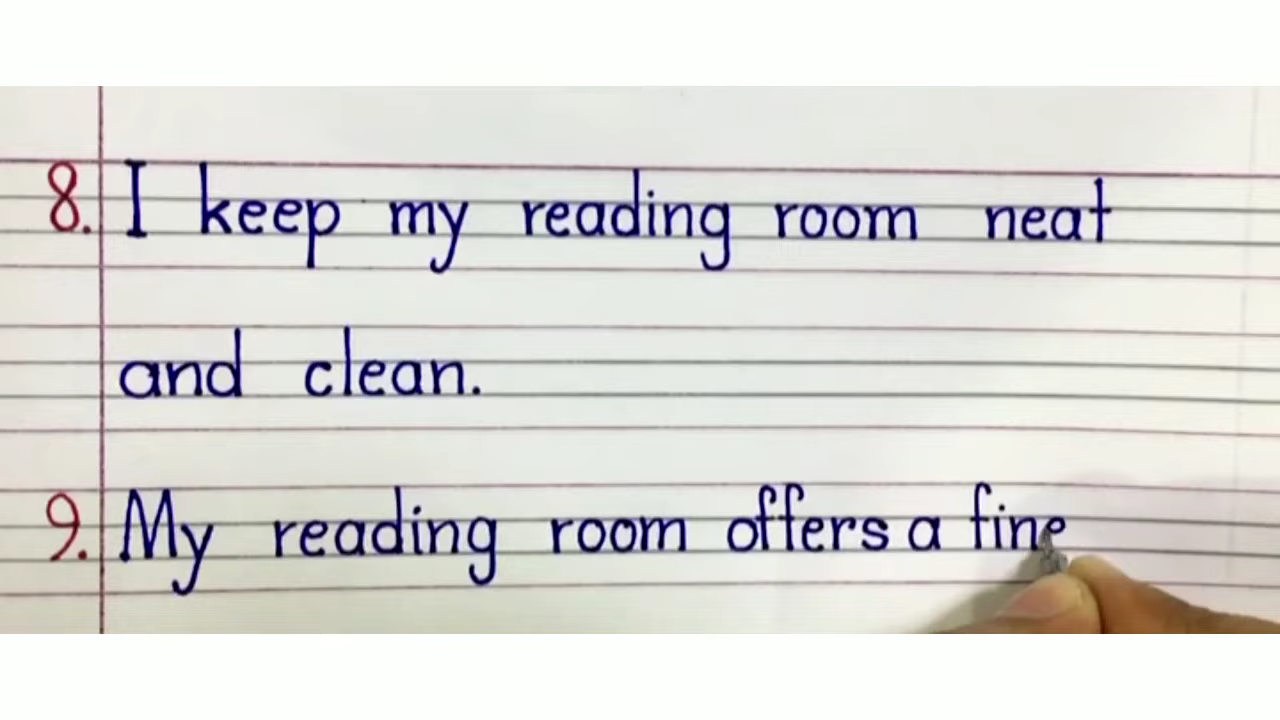 8. I keep my reading room neat
and clean.
9. My reading room offers a fine